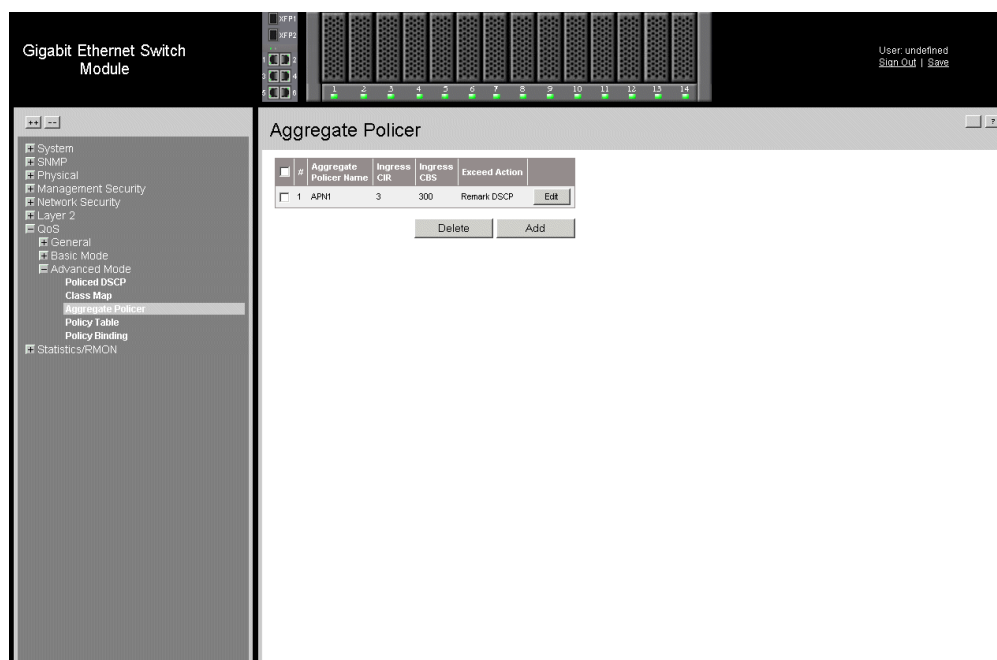 Gigabit Ethernet Switch
Module
XFP1
XFP2
1 2
3 4
5 6
1 2 3 4 5 6 7 8 9 10 11 12 13 14
User: undefined
Sign Out | Save
++ --
System
SNMP
Physical
Management Security
Network Security
Layer 2
QoS
General
Basic Mode
Advanced Mode
Policed DSCP
Class Map
Aggregate Policer
Policy Table
Policy Binding
Statistics/RMON
Aggregate Policer
?
# Aggregate Policer Name Ingress CIR Ingress CBS Exceed Action
1 APN1 3 300 Remark DSCP Edit
Delete Add